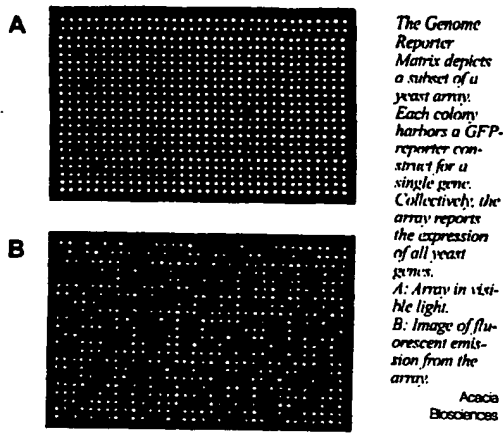 A
B
The Genome
Reporter
Matrix depicts
a subset of a
yeast array.
Each colony
harbors a GFP-
reporter con-
struct for a
single gene.
Collectively, the
array reports
the expression
of all yeast
genes.
A: Array in visi-
ble light.
B: Image of flu-
orescent emis-
sion from the
array.
Acacia
Biosciences